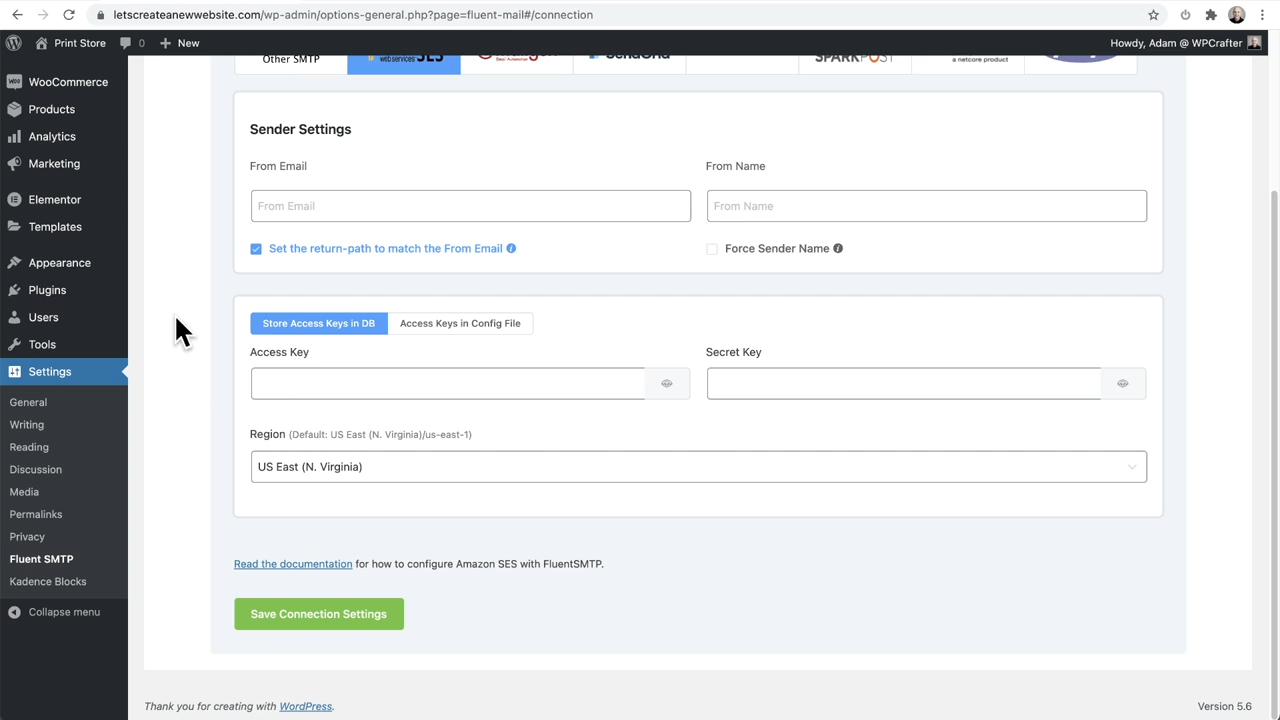 letscreateanewwebsite.com/wp-admin/options-general.php?page=fluent-mail#/connection
Print Store 0 New Howdy, Adam @ WPCrafter
WooCommerce
Products
Analytics
Marketing
Elementor
Templates
Appearance
Plugins
Users
Tools
Settings
General
Writing
Reading
Discussion
Media
Permalinks
Privacy
Fluent SMTP
Kadence Blocks
Collapse menu
Other SMTP webservices SES SendGrid SPARKPOST a netcore product
Sender Settings
From Email From Name
From Email From Name
Set the return-path to match the From Email Force Sender Name
Store Access Keys in DB Access Keys in Config File
Access Key Secret Key
Region (Default: US East (N. Virginia)/us-east-1)
US East (N. Virginia)
Read the documentation for how to configure Amazon SES with FluentSMTP.
Save Connection Settings
Thank you for creating with WordPress. Version 5.6